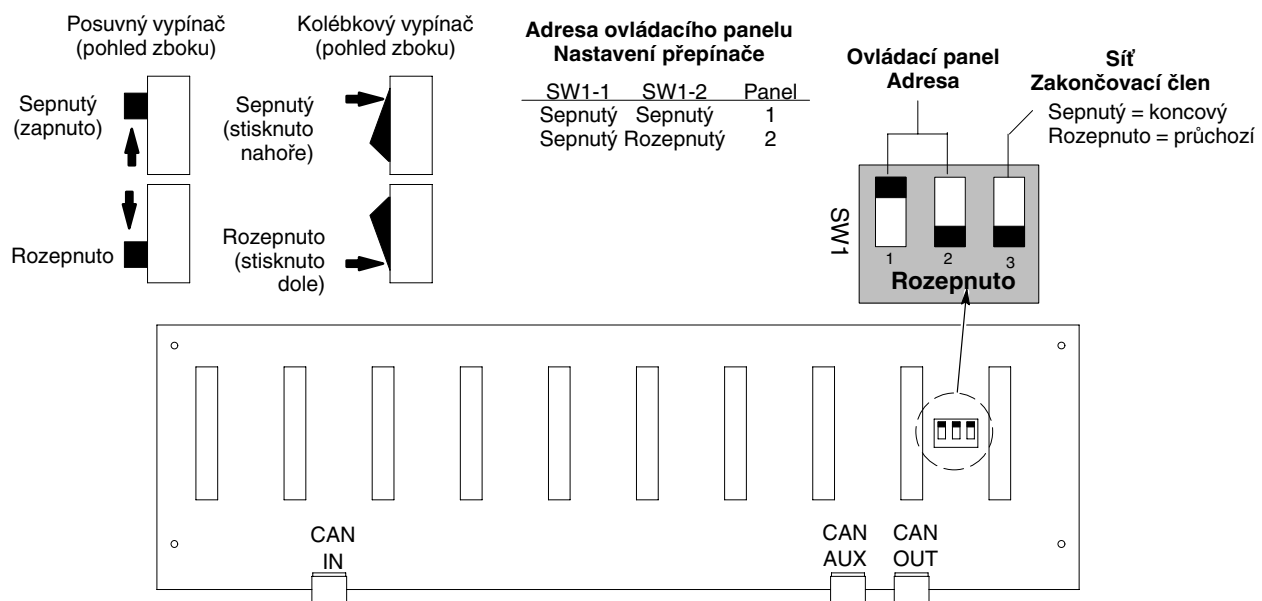 Posuvný vypínač
(pohled zboku)
Kolébkový vypínač
(pohled zboku)
Sepnutý
(zapnuto)
Sepnutý
(stisknuto
nahoře)
Rozepnuto
Rozepnuto
(stisknuto
dole)
Adresa ovládacího panelu
Nastavení přepínače
SW1-1 SW1-2 Panel
Sepnutý Sepnutý 1
Sepnutý Rozepnutý 2
Ovládací panel
Adresa
Síť
Zakončovací člen
Sepnutý = koncový
Rozepnuto = průchozí
SW1
1 2 3
Rozepnuto
CAN
IN
CAN
AUX
CAN
OUT